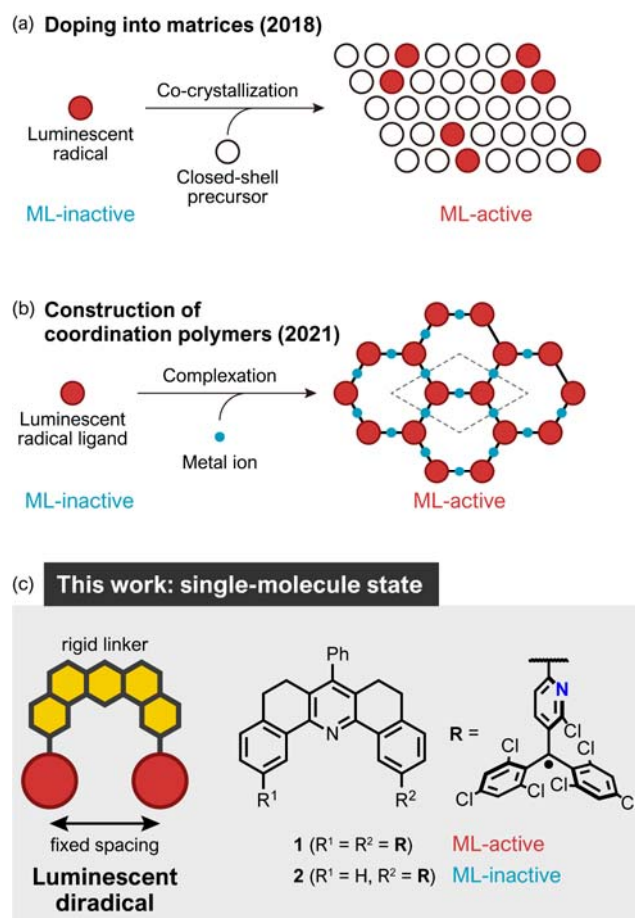 (a) Doping into matrices (2018)
Co-crystallization
Luminescent
radical
Closed-shell
precursor
ML-inactive
ML-active
(b) Construction of
coordination polymers (2021)
Complexation
Luminescent
radical ligand
Metal ion
ML-inactive
ML-active
(c) This work: single-molecule state
rigid linker
fixed spacing
Luminescent
diradical
Ph
N
R¹
R²
R =
N
Cl
Cl
Cl
Cl
Cl
Cl
Cl
1 (R¹ = R² = R) ML-active
2 (R¹ = H, R² = R) ML-inactive